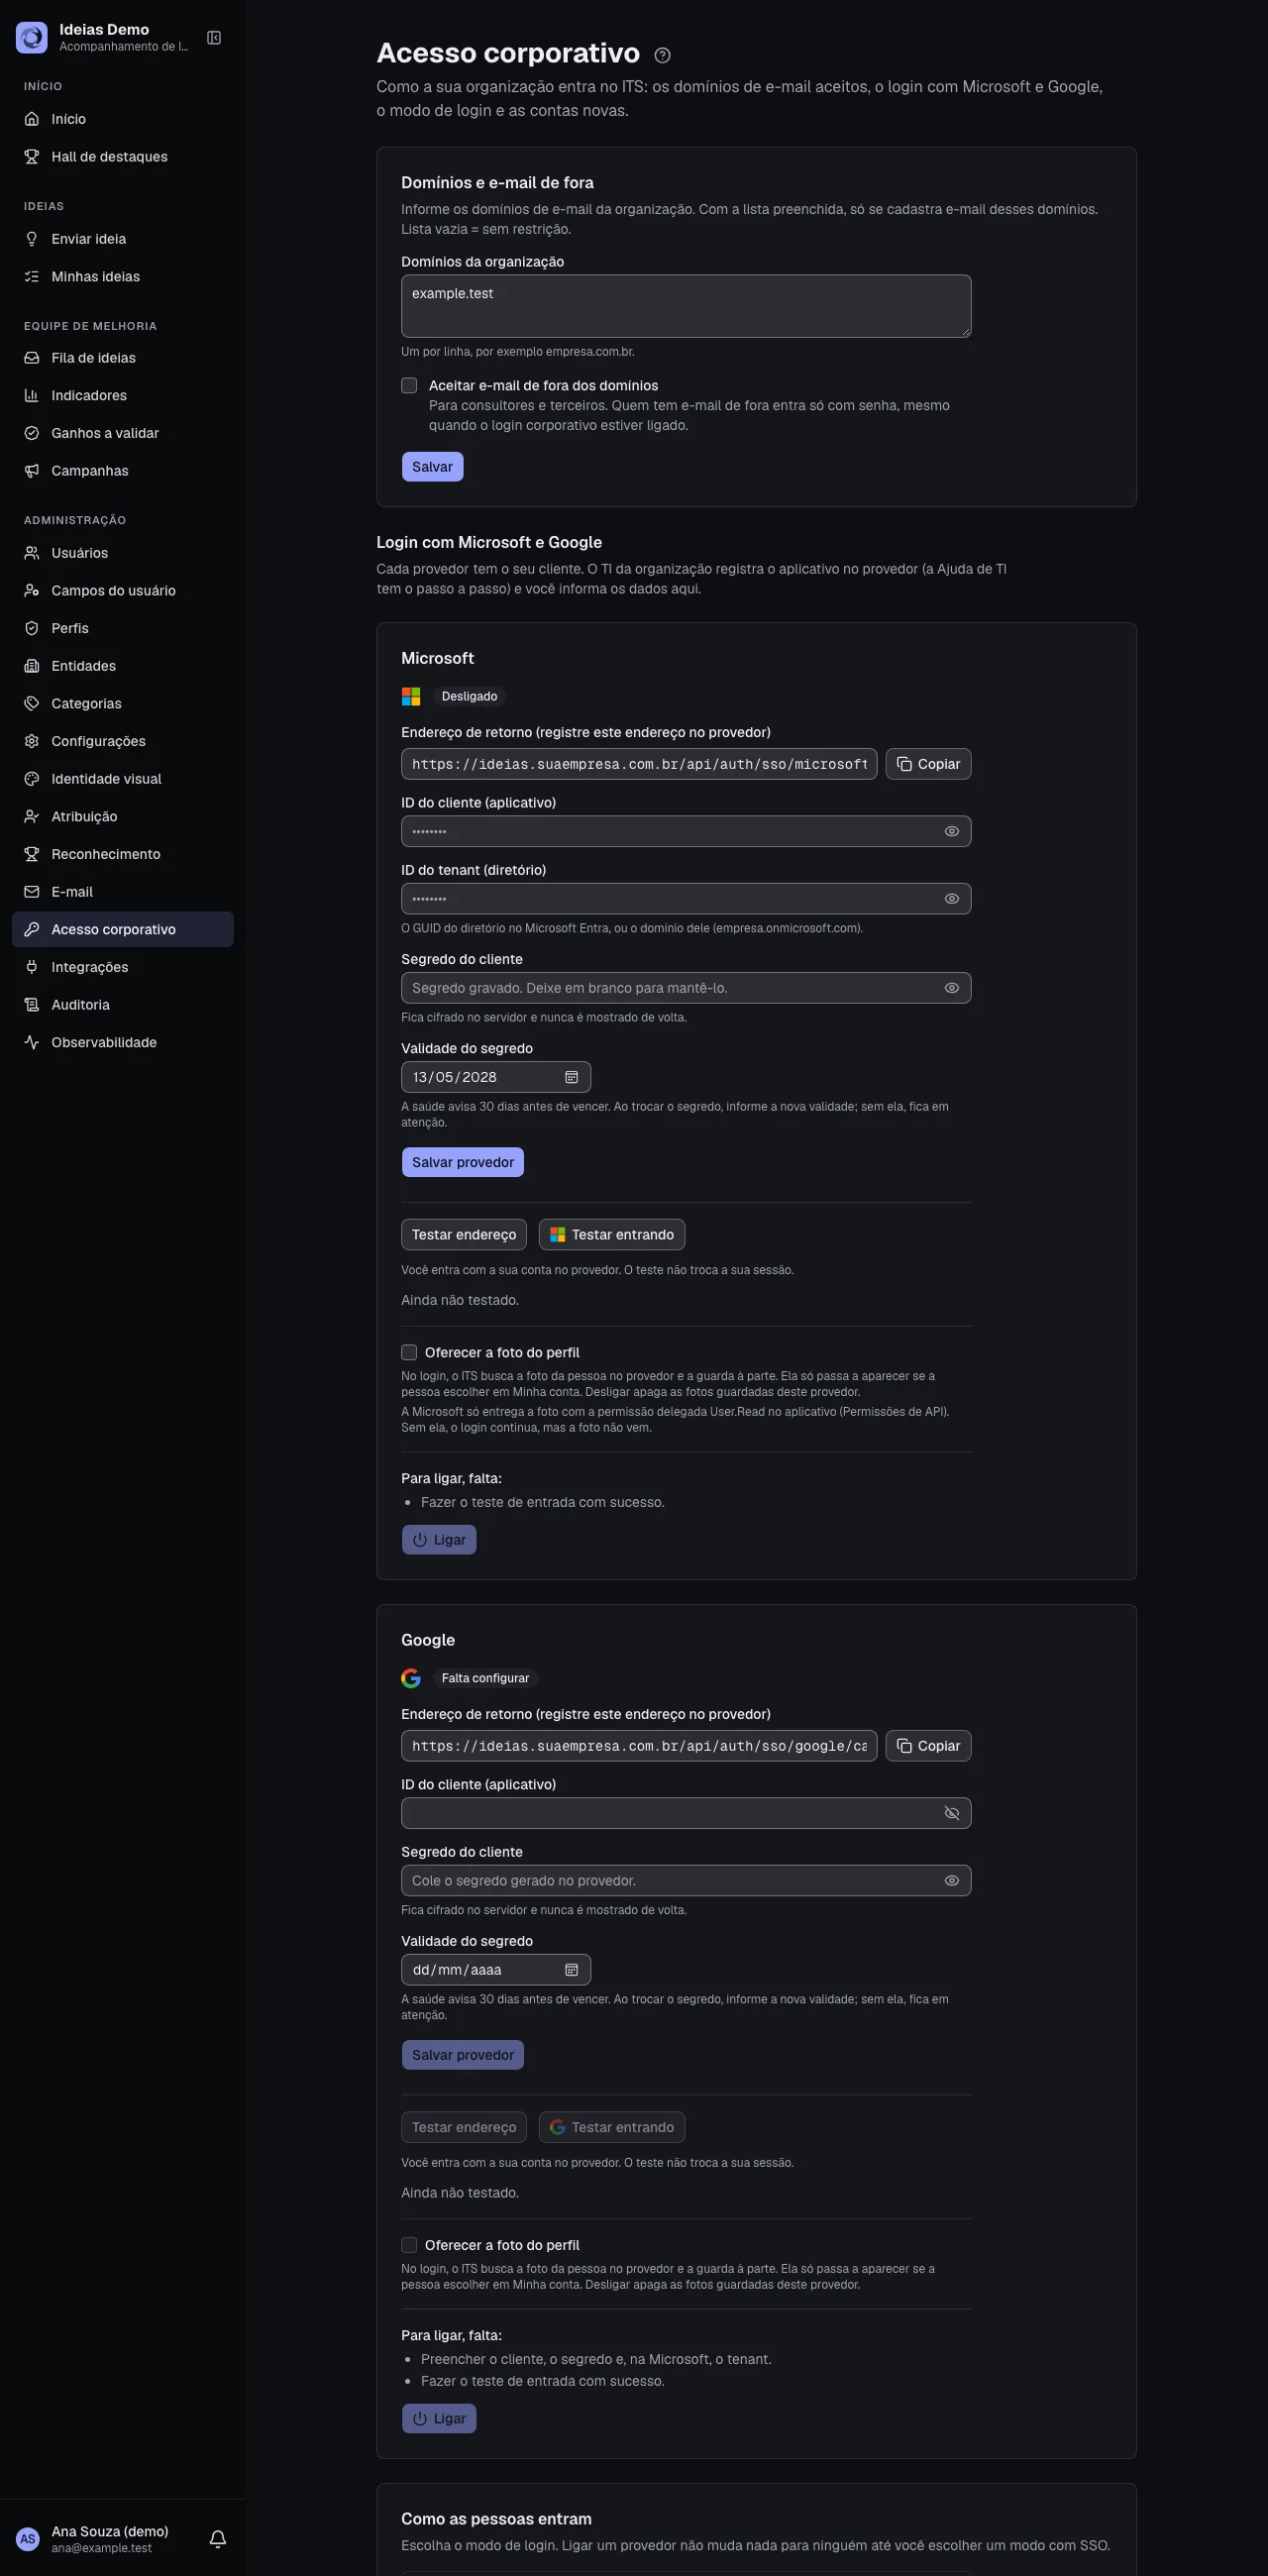 Ideias Demo
Acompanhamento de I…
INÍCIO
Início
Hall de destaques
IDEIAS
Enviar ideia
Minhas ideias
EQUIPE DE MELHORIA
Fila de ideias
Indicadores
Ganhos a validar
Campanhas
ADMINISTRAÇÃO
Usuários
Campos do usuário
Perfis
Entidades
Categorias
Configurações
Identidade visual
Atribuição
Reconhecimento
E-mail
Acesso corporativo
Integrações
Auditoria
Observabilidade
AS
Ana Souza (demo)
ana@example.test
Acesso corporativo
Como a sua organização entra no ITS: os domínios de e-mail aceitos, o login com Microsoft e Google,
o modo de login e as contas novas.
Domínios e e-mail de fora
Informe os domínios de e-mail da organização. Com a lista preenchida, só se cadastra e-mail desses domínios.
Lista vazia = sem restrição.
Domínios da organização
example.test
Um por linha, por exemplo empresa.com.br.
Aceitar e-mail de fora dos domínios
Para consultores e terceiros. Quem tem e-mail de fora entra só com senha, mesmo
quando o login corporativo estiver ligado.
Salvar
Login com Microsoft e Google
Cada provedor tem o seu cliente. O TI da organização registra o aplicativo no provedor (a Ajuda de TI
tem o passo a passo) e você informa os dados aqui.
Microsoft
Desligado
Endereço de retorno (registre este endereço no provedor)
https://ideias.suaempresa.com.br/api/auth/sso/microsoft
Copiar
ID do cliente (aplicativo)
••••••••
ID do tenant (diretório)
••••••••
O GUID do diretório no Microsoft Entra, ou o domínio dele (empresa.onmicrosoft.com).
Segredo do cliente
Segredo gravado. Deixe em branco para mantê-lo.
Fica cifrado no servidor e nunca é mostrado de volta.
Validade do segredo
13/05/2028
A saúde avisa 30 dias antes de vencer. Ao trocar o segredo, informe a nova validade; sem ela, fica em
atenção.
Salvar provedor
Testar endereço
Testar entrando
Você entra com a sua conta no provedor. O teste não troca a sua sessão.
Ainda não testado.
Oferecer a foto do perfil
No login, o ITS busca a foto da pessoa no provedor e a guarda à parte. Ela só passa a aparecer se a
pessoa escolher em Minha conta. Desligar apaga as fotos guardadas deste provedor.
A Microsoft só entrega a foto com a permissão delegada User.Read no aplicativo (Permissões de API).
Sem ela, o login continua, mas a foto não vem.
Para ligar, falta:
• Fazer o teste de entrada com sucesso.
Ligar
Google
Falta configurar
Endereço de retorno (registre este endereço no provedor)
https://ideias.suaempresa.com.br/api/auth/sso/google/ca
Copiar
ID do cliente (aplicativo)
Segredo do cliente
Cole o segredo gerado no provedor.
Fica cifrado no servidor e nunca é mostrado de volta.
Validade do segredo
dd/mm/aaaa
A saúde avisa 30 dias antes de vencer. Ao trocar o segredo, informe a nova validade; sem ela, fica em
atenção.
Salvar provedor
Testar endereço
Testar entrando
Você entra com a sua conta no provedor. O teste não troca a sua sessão.
Ainda não testado.
Oferecer a foto do perfil
No login, o ITS busca a foto da pessoa no provedor e a guarda à parte. Ela só passa a aparecer se a
pessoa escolher em Minha conta. Desligar apaga as fotos guardadas deste provedor.
Para ligar, falta:
• Preencher o cliente, o segredo e, na Microsoft, o tenant.
• Fazer o teste de entrada com sucesso.
Ligar
Como as pessoas entram
Escolha o modo de login. Ligar um provedor não muda nada para ninguém até você escolher um modo com SSO.